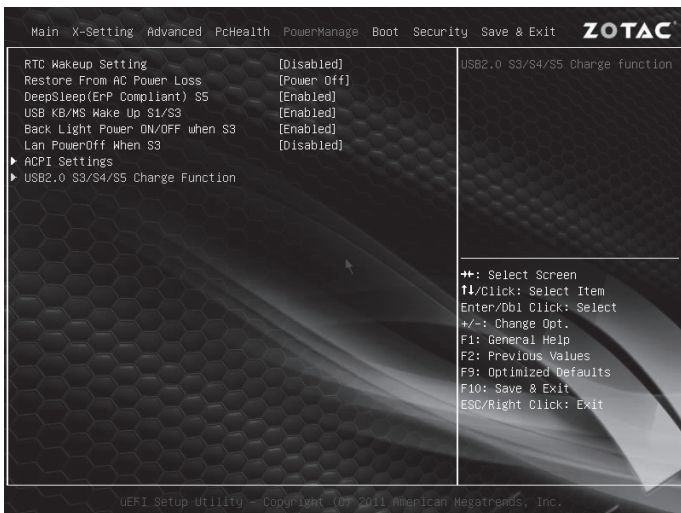 Main X-Setting Advanced PcHealth PowerManage Boot Security Save & Exit ZOTAC
RTC Wakeup Setting [Disabled]
Restore From AC Power Loss [Power Off]
DeepSleep(ErP Compliant) S5 [Enabled]
USB KB/MS Wake Up S1/S3 [Enabled]
Back Light Power ON/OFF when S3 [Enabled]
Lan PowerOff When S3 [Disabled]
▶ ACPI Settings
▶ USB2.0 S3/S4/S5 Charge Function
USB2.0 S3/S4/S5 Charge function
→←: Select Screen
↑↓/Click: Select Item
Enter/Dbl Click: Select
+/-: Change Opt.
F1: General Help
F2: Previous Values
F9: Optimized Defaults
F10: Save & Exit
ESC/Right Click: Exit
uEFI Setup Utility - Copyright (C) 2011 American Megatrends, Inc.